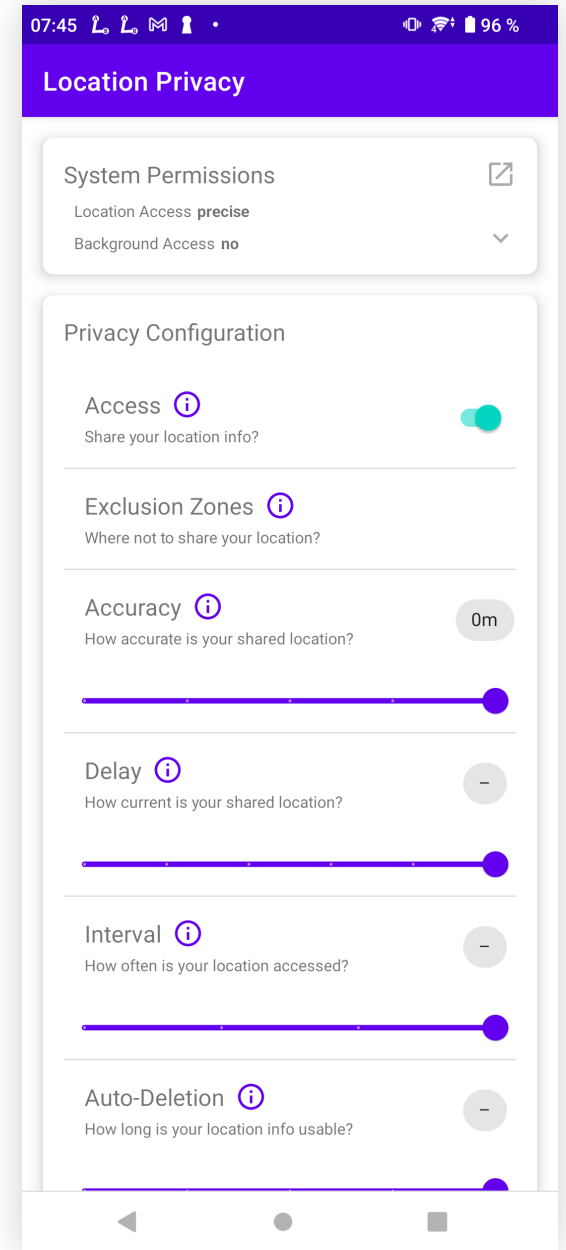 07:45 96 %
Location Privacy
System Permissions
Location Access precise
Background Access no
Privacy Configuration
Access
Share your location info?
Exclusion Zones
Where not to share your location?
Accuracy
0m
How accurate is your shared location?
Delay
–
How current is your shared location?
Interval
–
How often is your location accessed?
Auto-Deletion
–
How long is your location info usable?